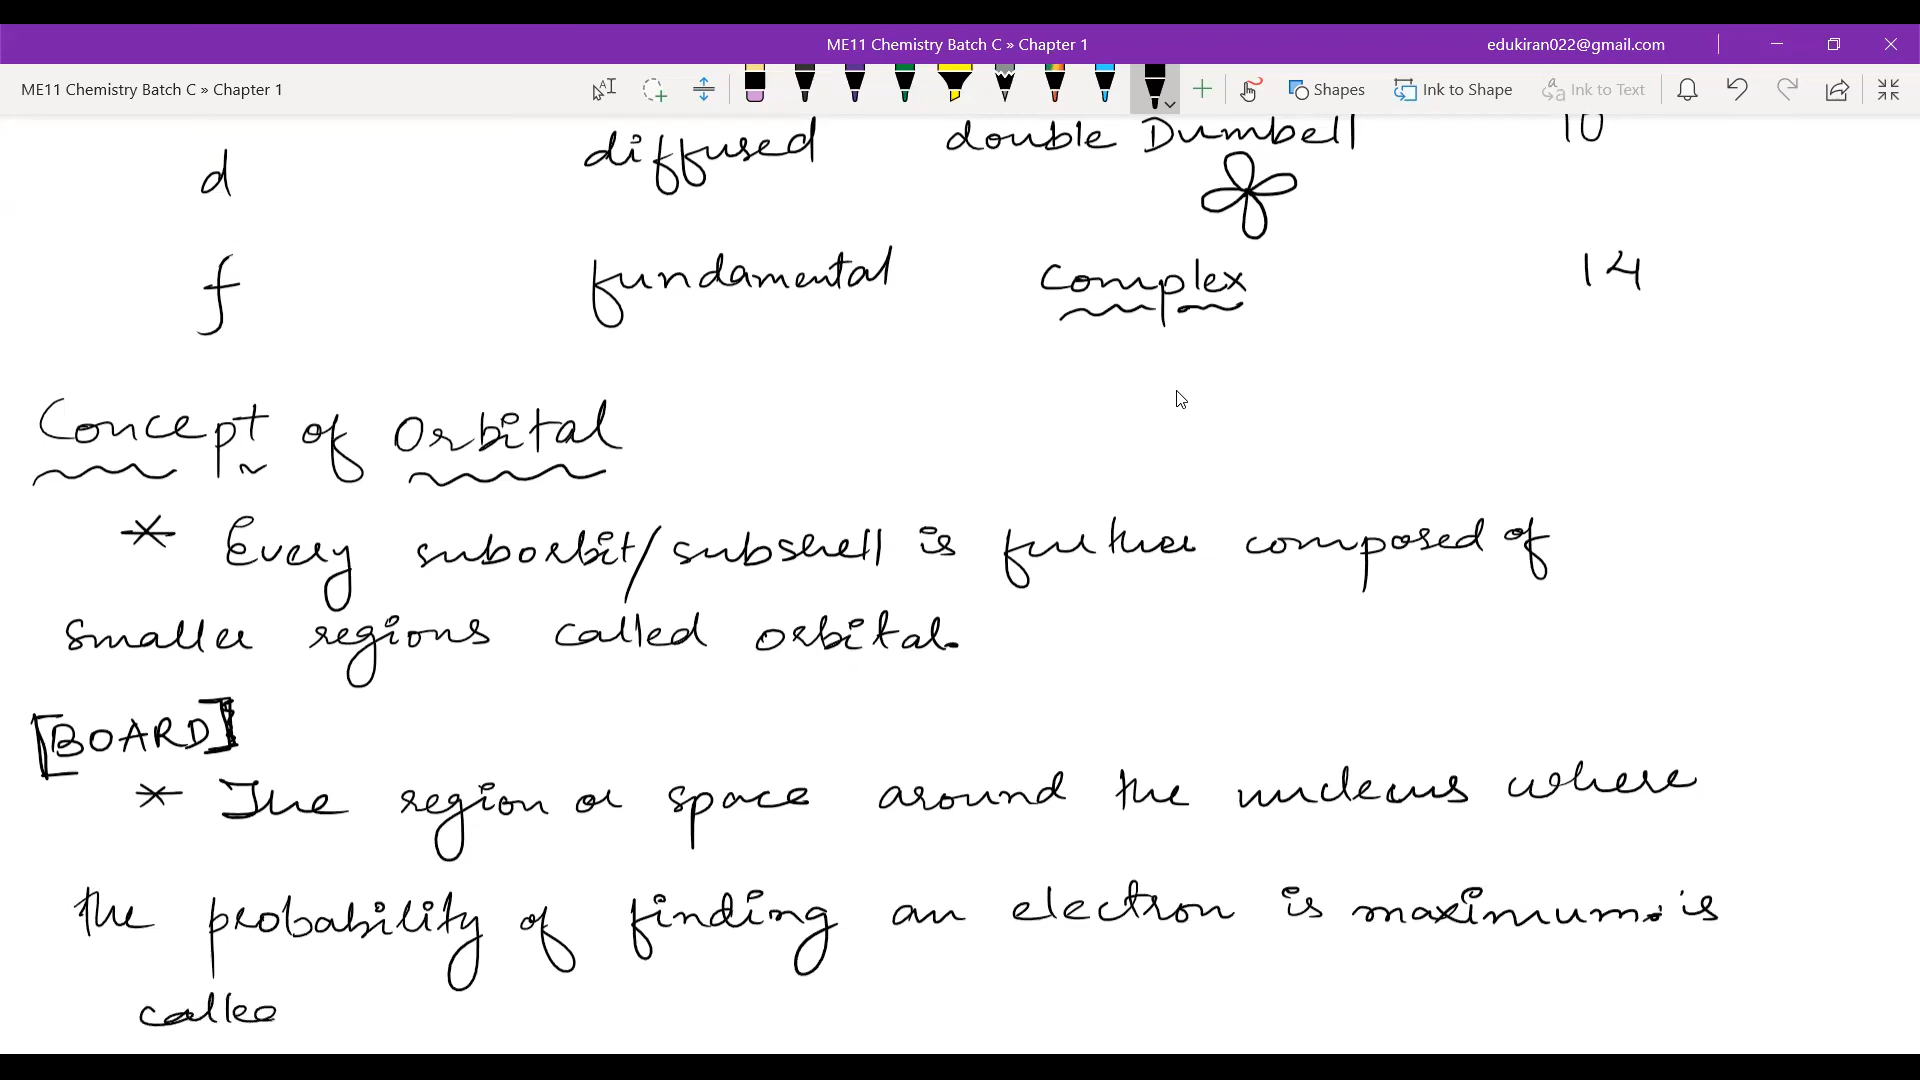 ME11 Chemistry Batch C » Chapter 1
edukiran022@gmail.com
ME11 Chemistry Batch C » Chapter 1
Shapes
Ink to Shape
Ink to Text
d diffused double Dumbell 10
f fundamental Complex 14
Concept of Orbital
* Every suborbit/subshell is further composed of
smaller regions called orbital.
[BOARD]
* The region or space around the nucleus where
the probability of finding an electron is maximum. is
calle